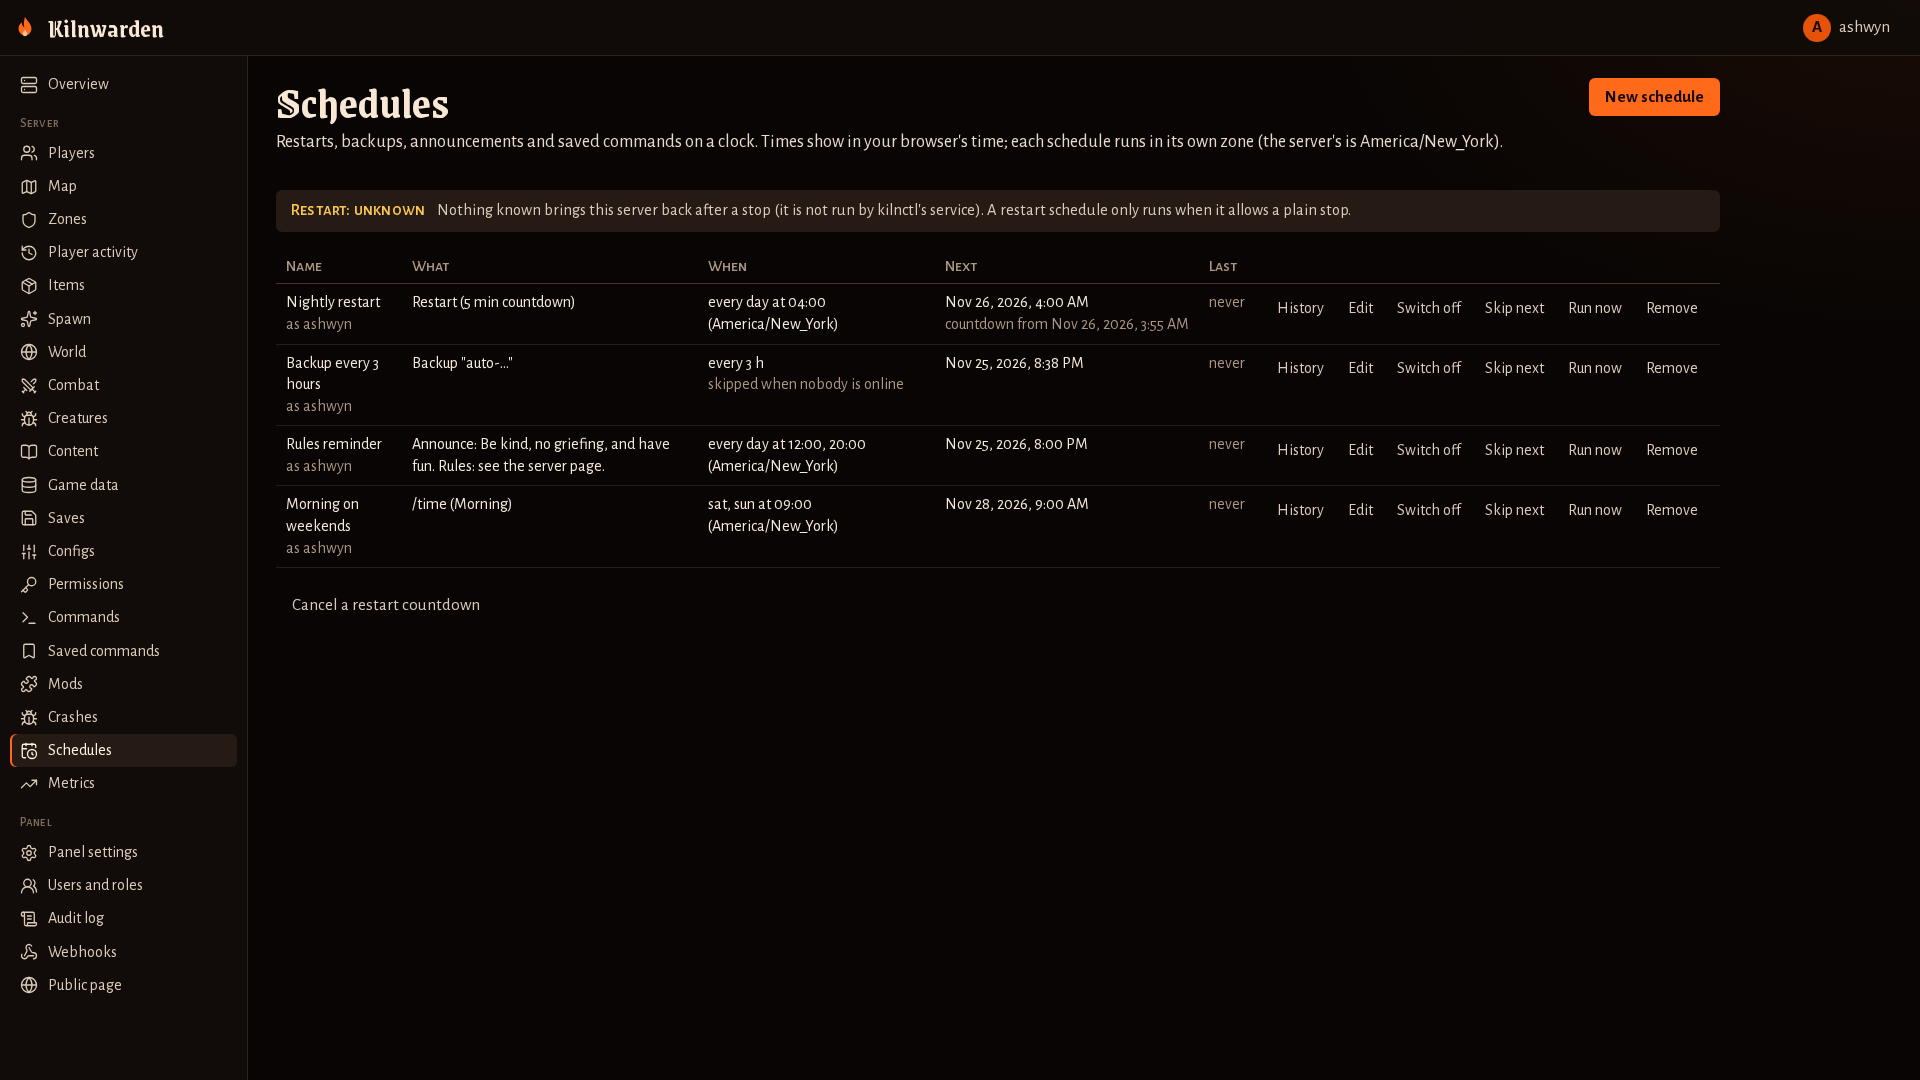 Kilnwarden
A
ashwyn
Overview
Server
Players
Map
Zones
Player activity
Items
Spawn
World
Combat
Creatures
Content
Game data
Saves
Configs
Permissions
Commands
Saved commands
Mods
Crashes
Schedules
Metrics
Panel
Panel settings
Users and roles
Audit log
Webhooks
Public page
Schedules
New schedule
Restarts, backups, announcements and saved commands on a clock. Times show in your browser's time; each schedule runs in its own zone (the server's is America/New_York).
Restart: unknown Nothing known brings this server back after a stop (it is not run by kilnctl's service). A restart schedule only runs when it allows a plain stop.
Name What When Next Last
Nightly restart Restart (5 min countdown) every day at 04:00 Nov 26, 2026, 4:00 AM never History Edit Switch off Skip next Run now Remove
as ashwyn (America/New_York) countdown from Nov 26, 2026, 3:55 AM
Backup every 3 Backup "auto-..." every 3 h Nov 25, 2026, 8:38 PM never History Edit Switch off Skip next Run now Remove
hours skipped when nobody is online
as ashwyn
Rules reminder Announce: Be kind, no griefing, and have every day at 12:00, 20:00 Nov 25, 2026, 8:00 PM never History Edit Switch off Skip next Run now Remove
as ashwyn fun. Rules: see the server page. (America/New_York)
Morning on /time (Morning) sat, sun at 09:00 Nov 28, 2026, 9:00 AM never History Edit Switch off Skip next Run now Remove
weekends (America/New_York)
as ashwyn
Cancel a restart countdown